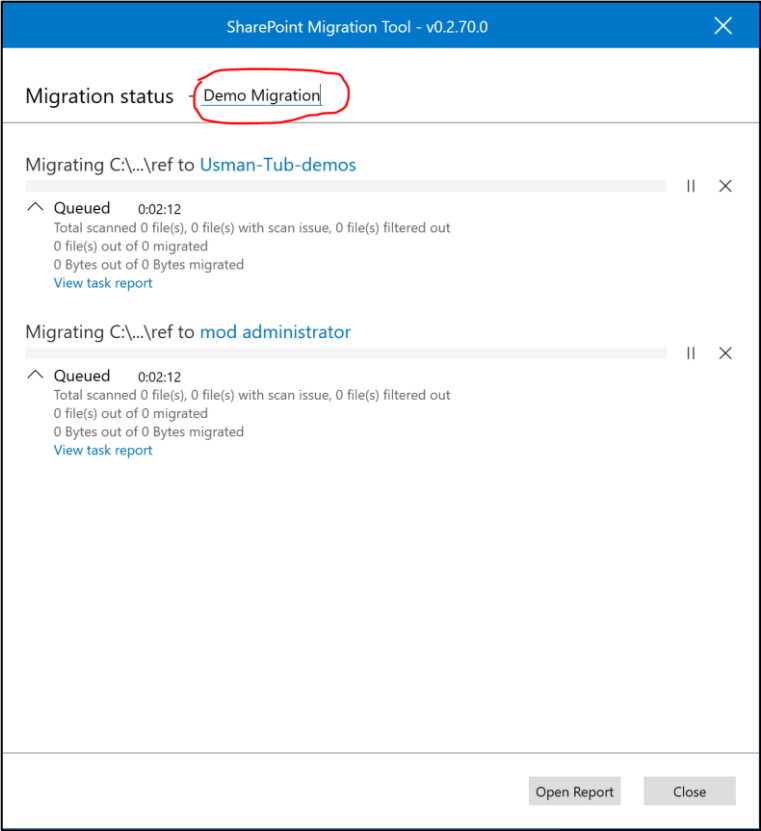 SharePoint Migration Tool - v0.2.70.0
Migration status - Demo Migration
Migrating C:\...\ref to Usman-Tub-demos
Queued 0:02:12
Total scanned 0 file(s), 0 file(s) with scan issue, 0 file(s) filtered out
0 file(s) out of 0 migrated
0 Bytes out of 0 Bytes migrated
View task report
Migrating C:\...\ref to mod administrator
Queued 0:02:12
Total scanned 0 file(s), 0 file(s) with scan issue, 0 file(s) filtered out
0 file(s) out of 0 migrated
0 Bytes out of 0 Bytes migrated
View task report
Open Report Close